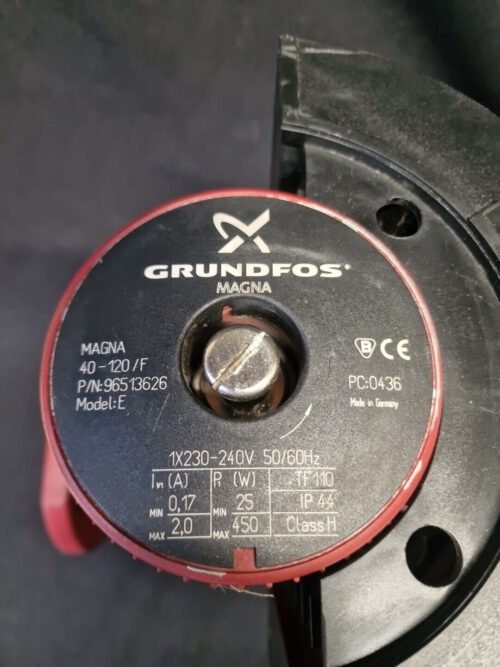 GRUNDFOS
MAGNA
MAGNA
40-120/F
P/N:96513626
Model:E
B CE
PC:0436
Made in Germany
1X230-240V 50/60Hz
I₁/₁ (A) P₁ (W) TF110
MIN 0,17 MIN 25 IP 44
MAX 2,0 MAX 450 Class H